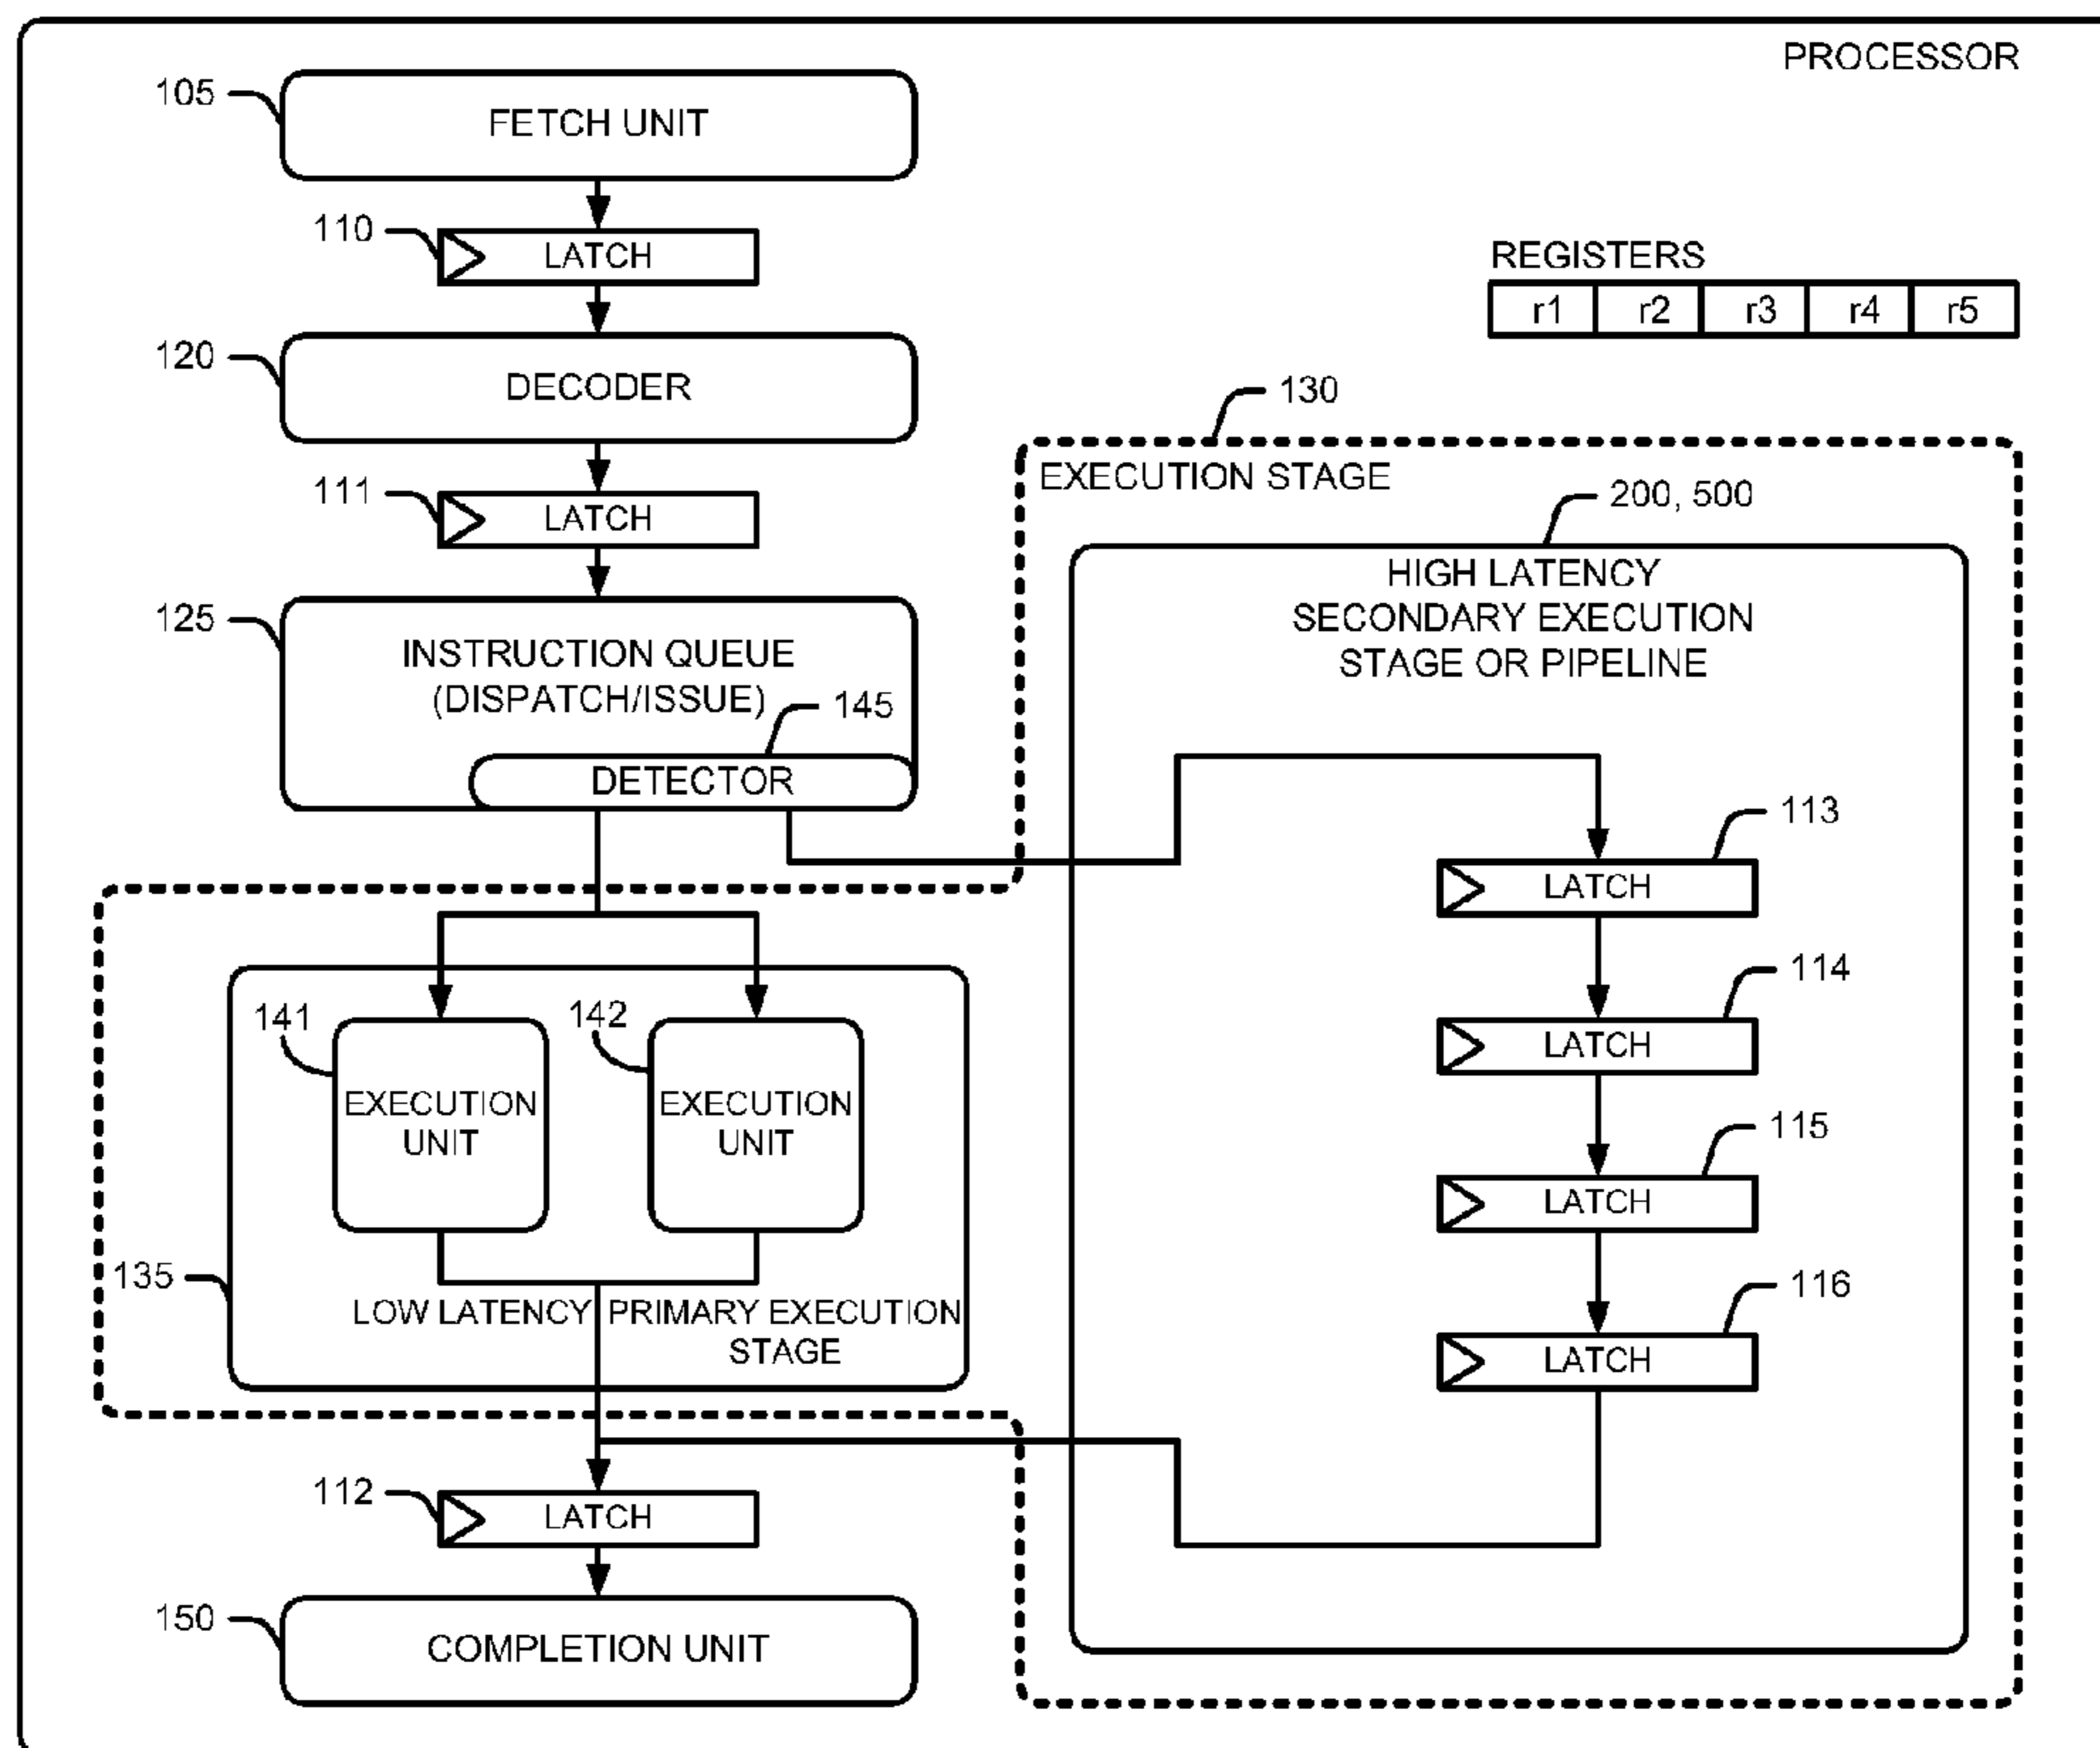 PROCESSOR
105
FETCH UNIT
110
LATCH
REGISTERS
r1 r2 r3 r4 r5
120
DECODER
130
EXECUTION STAGE
111
LATCH
200, 500
HIGH LATENCY
SECONDARY EXECUTION
STAGE OR PIPELINE
125
INSTRUCTION QUEUE
(DISPATCH/ISSUE)
145
DETECTOR
113
LATCH
114
LATCH
115
LATCH
116
LATCH
141
EXECUTION
UNIT
142
EXECUTION
UNIT
135
LOW LATENCY PRIMARY EXECUTION
STAGE
112
LATCH
150
COMPLETION UNIT